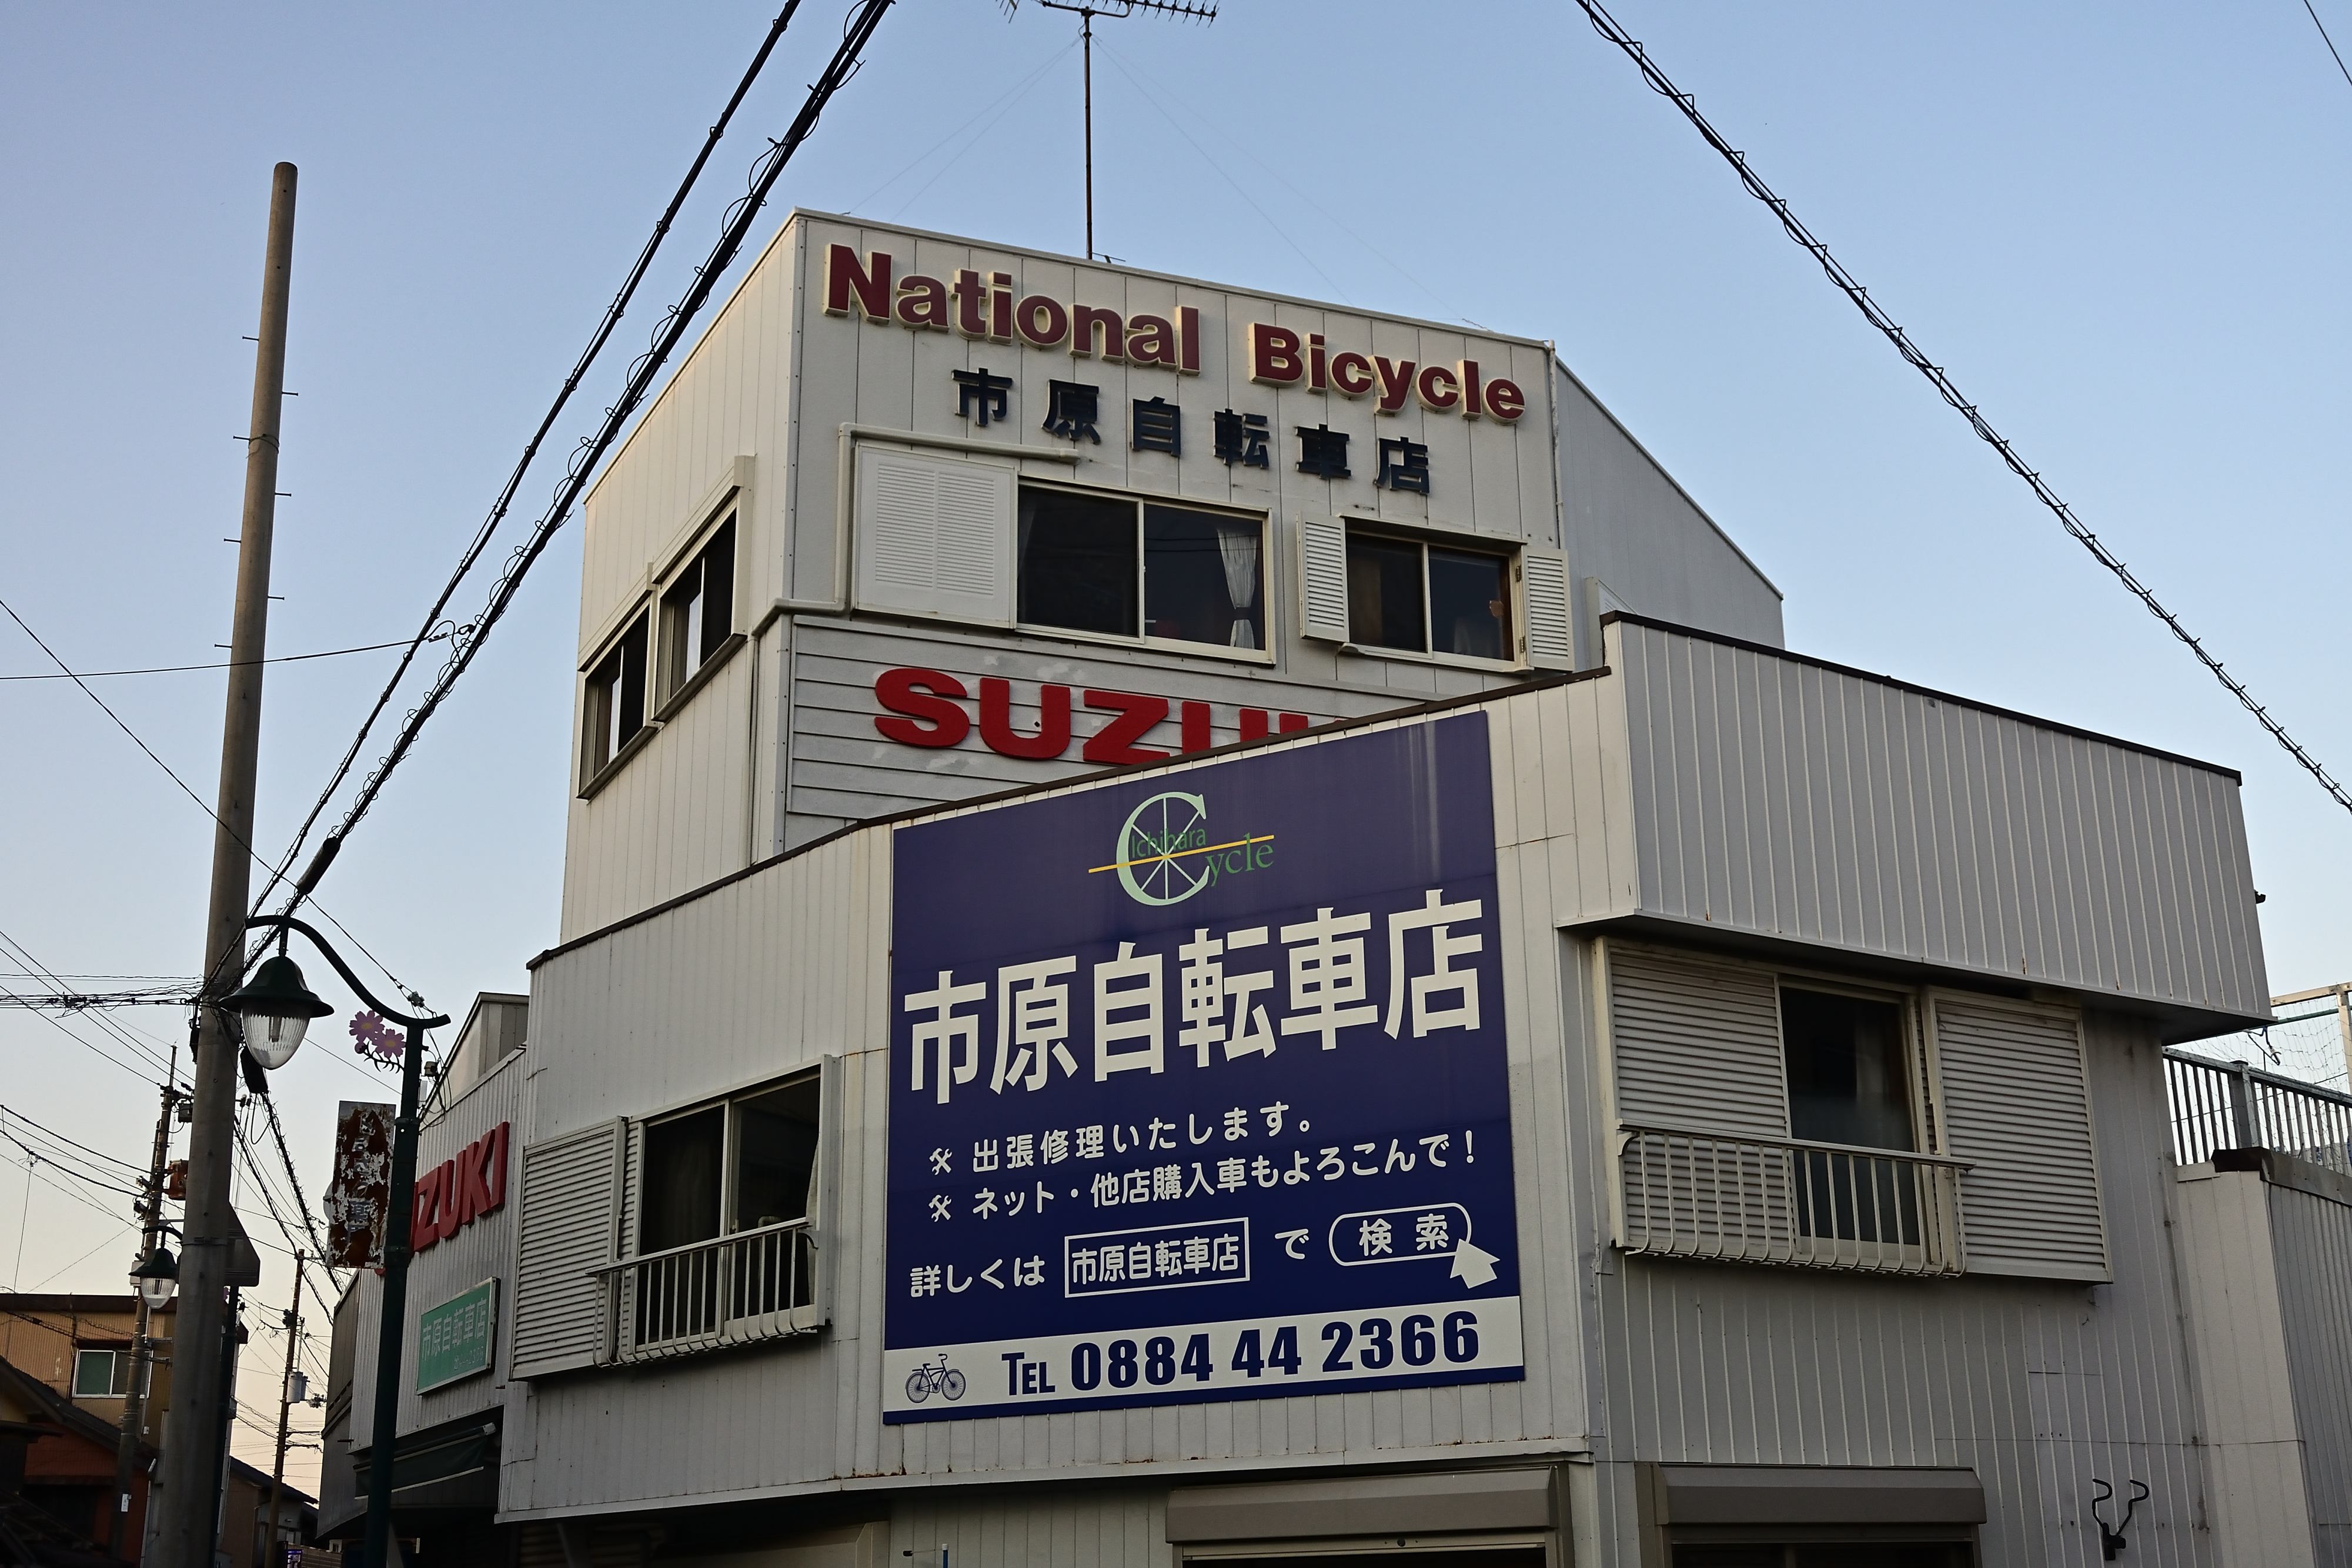 National Bicycle
市原自転車店
SUZUK
Ichihara
Cycle
市原自転車店
出張修理いたします。
ネット・他店購入車もよろこんで!
詳しくは 市原自転車店 で 検索
TEL 0884 44 2366
UZUKI
市原自転車店